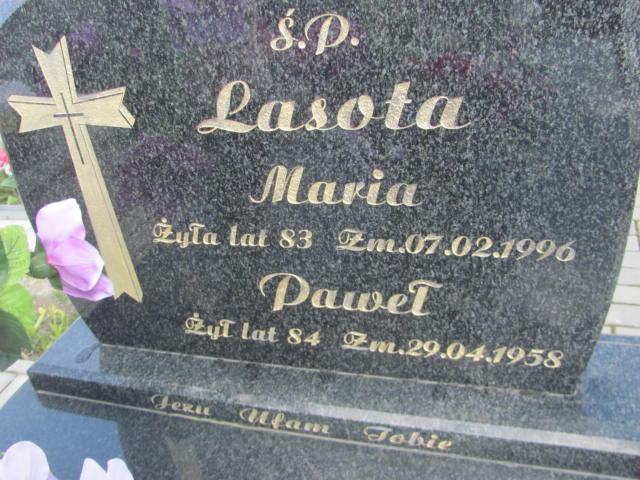 ś.P.
Lasota
Maria
Żyła lat 83 Zm.07.02.1996
Paweł
Żył lat 84 Zm.29.04.1958
Jezu Ufam Tobie